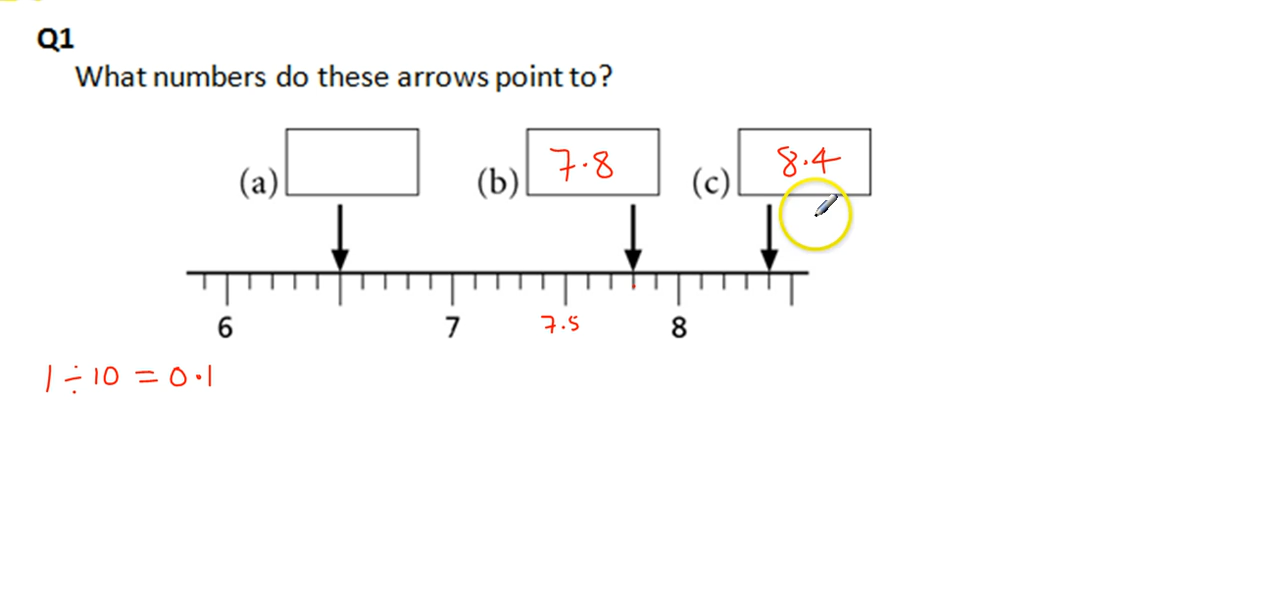 Q1
What numbers do these arrows point to?
(a) (b) 7.8 (c) 8.4
6 7 7.5 8
1 ÷ 10 = 0.1